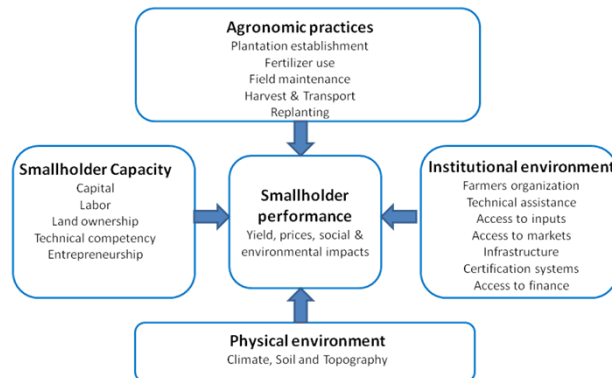 Agronomic practices
Plantation establishment
Fertilizer use
Field maintenance
Harvest & Transport
Replanting
Smallholder Capacity
Capital
Labor
Land ownership
Technical competency
Entrepreneurship
Smallholder
performance
Yield, prices, social &
environmental impacts
Institutional environment
Farmers organization
Technical assistance
Access to inputs
Access to markets
Infrastructure
Certification systems
Access to finance
Physical environment
Climate, Soil and Topography